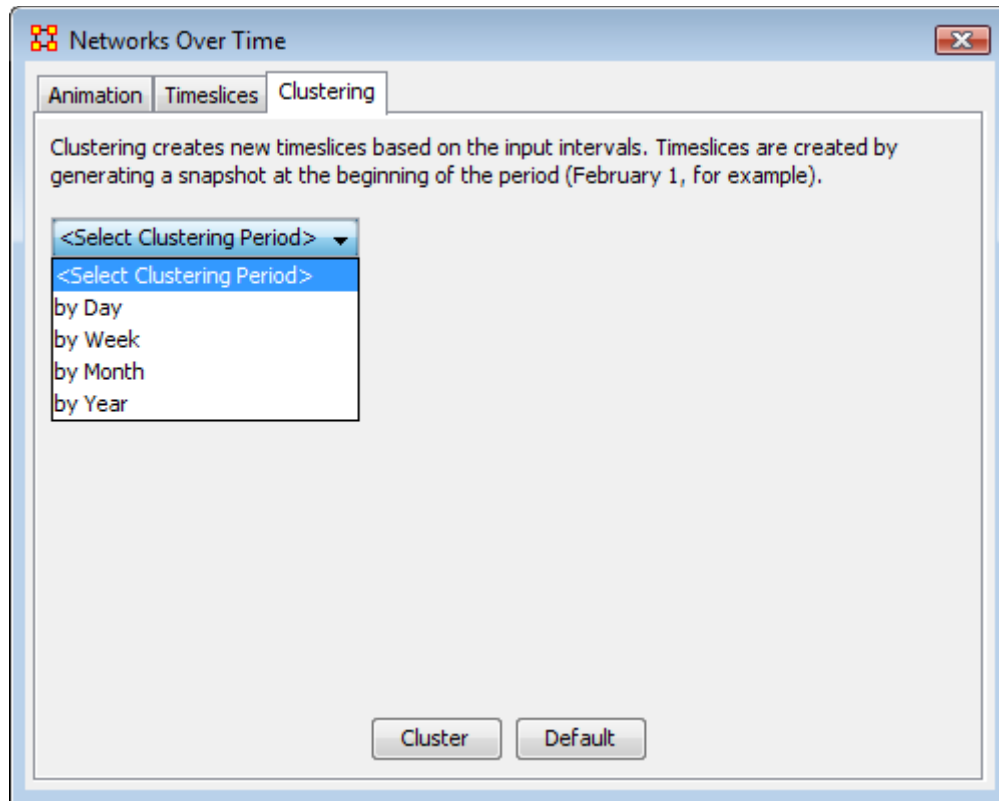 Networks Over Time
Animation
Timeslices
Clustering
Clustering creates new timeslices based on the input intervals. Timeslices are created by
generating a snapshot at the beginning of the period (February 1, for example).
<Select Clustering Period>
<Select Clustering Period>
by Day
by Week
by Month
by Year
Cluster
Default